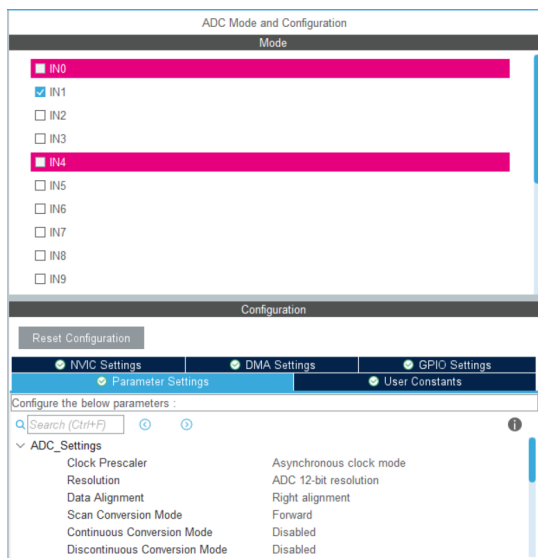 ADC Mode and Configuration
Mode
IN0
IN1
IN2
IN3
IN4
IN5
IN6
IN7
IN8
IN9
Configuration
Reset Configuration
NVIC Settings DMA Settings GPIO Settings
Parameter Settings User Constants
Configure the below parameters :
Search (Ctrl+F)
ADC_Settings
Clock Prescaler Asynchronous clock mode
Resolution ADC 12-bit resolution
Data Alignment Right alignment
Scan Conversion Mode Forward
Continuous Conversion Mode Disabled
Discontinuous Conversion Mode Disabled